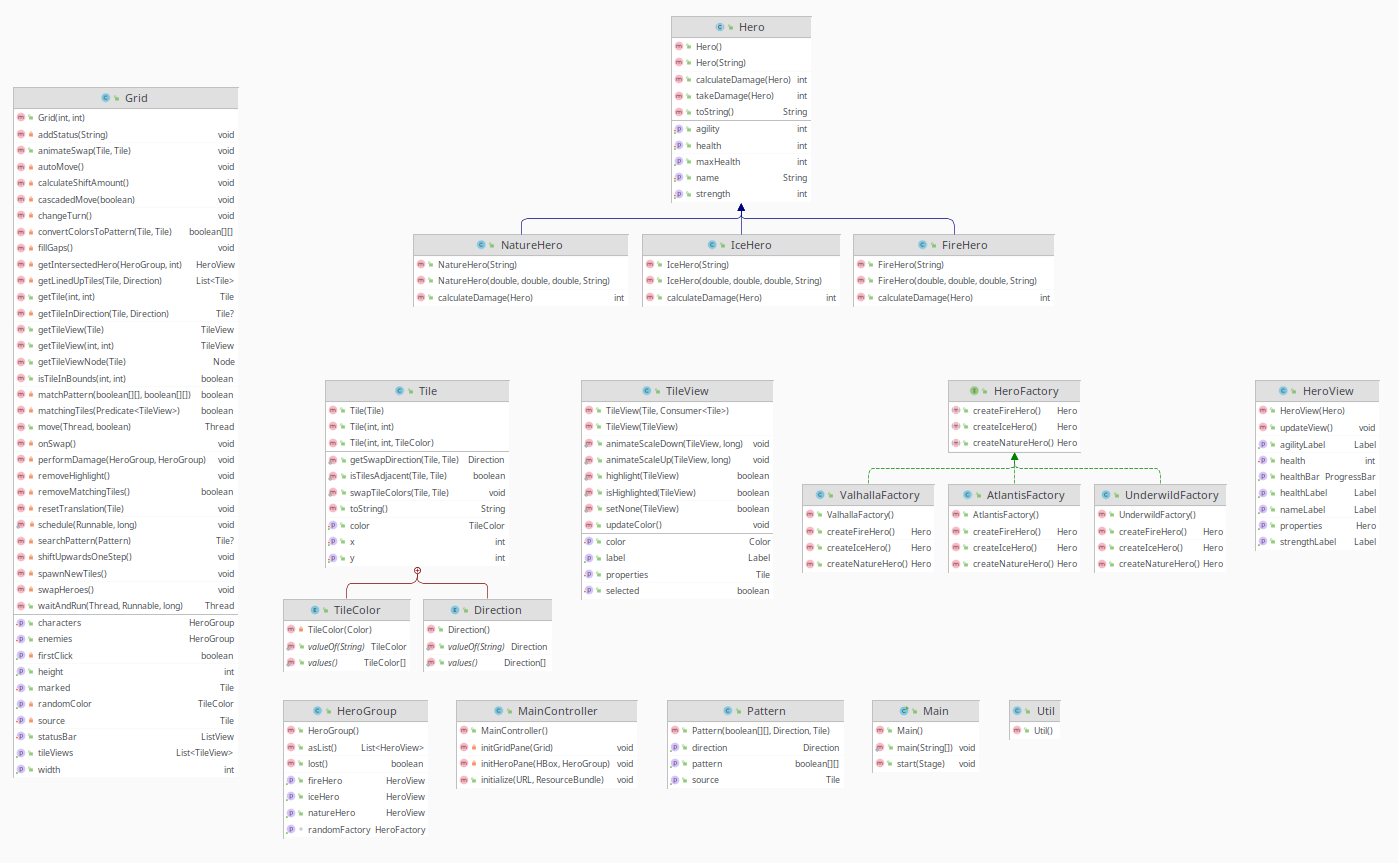 Hero
Hero()
Hero(String)
calculateDamage(Hero) int
takeDamage(Hero) int
toString() String
agility int
health int
maxHealth int
name String
strength int
Grid
Grid(int, int)
addStatus(String) void
animateSwap(Tile, Tile) void
autoMove() void
calculateShiftAmount() void
cascadedMove(boolean) void
changeTurn() void
convertColorsToPattern(Tile, Tile) boolean[][]
fillGaps() void
getIntersectedHero(HeroGroup, int) HeroView
getLinedUpTiles(Tile, Direction) List<Tile>
getTile(int, int) Tile
getTileInDirection(Tile, Direction) Tile?
getTileView(Tile) TileView
getTileView(int, int) TileView
getTileViewNode(Tile) Node
isTileInBounds(int, int) boolean
matchPattern(boolean[][], boolean[][]) boolean
matchingTiles(Predicate<TileView>) boolean
move(Thread, boolean) Thread
onSwap() void
performDamage(HeroGroup, HeroGroup) void
removeHighlight() void
removeMatchingTiles() boolean
resetTranslation(Tile) void
schedule(Runnable, long) void
searchPattern(Pattern) Tile?
shiftUpwardsOneStep() void
spawnNewTiles() void
swapHeroes() void
waitAndRun(Thread, Runnable, long) Thread
characters HeroGroup
enemies HeroGroup
firstClick boolean
height int
marked Tile
randomColor TileColor
source Tile
statusBar ListView
tileViews List<TileView>
width int
NatureHero
NatureHero(String)
NatureHero(double, double, double, String)
calculateDamage(Hero) int
IceHero
IceHero(String)
IceHero(double, double, double, String)
calculateDamage(Hero) int
FireHero
FireHero(String)
FireHero(double, double, double, String)
calculateDamage(Hero) int
Tile
Tile(Tile)
Tile(int, int)
Tile(int, int, TileColor)
getSwapDirection(Tile, Tile) Direction
isTilesAdjacent(Tile, Tile) boolean
swapTileColors(Tile, Tile) void
toString() String
color TileColor
x int
y int
TileView
TileView(Tile, Consumer<Tile>)
TileView(TileView)
animateScaleDown(TileView, long) void
animateScaleUp(TileView, long) void
highlight(TileView) boolean
isHighlighted(TileView) boolean
setNone(TileView) boolean
updateColor() void
color Color
label Label
properties Tile
selected boolean
HeroFactory
createFireHero() Hero
createIceHero() Hero
createNatureHero() Hero
HeroView
HeroView(Hero)
updateView() void
agilityLabel Label
health int
healthBar ProgressBar
healthLabel Label
nameLabel Label
properties Hero
strengthLabel Label
ValhallaFactory
ValhallaFactory()
createFireHero() Hero
createIceHero() Hero
createNatureHero() Hero
AtlantisFactory
AtlantisFactory()
createFireHero() Hero
createIceHero() Hero
createNatureHero() Hero
UnderwildFactory
UnderwildFactory()
createFireHero() Hero
createIceHero() Hero
createNatureHero() Hero
TileColor
TileColor(Color)
valueOf(String) TileColor
values() TileColor[]
Direction
Direction()
valueOf(String) Direction
values() Direction[]
HeroGroup
HeroGroup()
asList() List<HeroView>
lost() boolean
fireHero HeroView
iceHero HeroView
natureHero HeroView
randomFactory HeroFactory
MainController
MainController()
initGridPane(Grid) void
initHeroPane(HBox, HeroGroup) void
initialize(URL, ResourceBundle) void
Pattern
Pattern(boolean[][], Direction, Tile)
direction Direction
pattern boolean[][]
source Tile
Main
Main()
main(String[]) void
start(Stage) void
Util
Util()